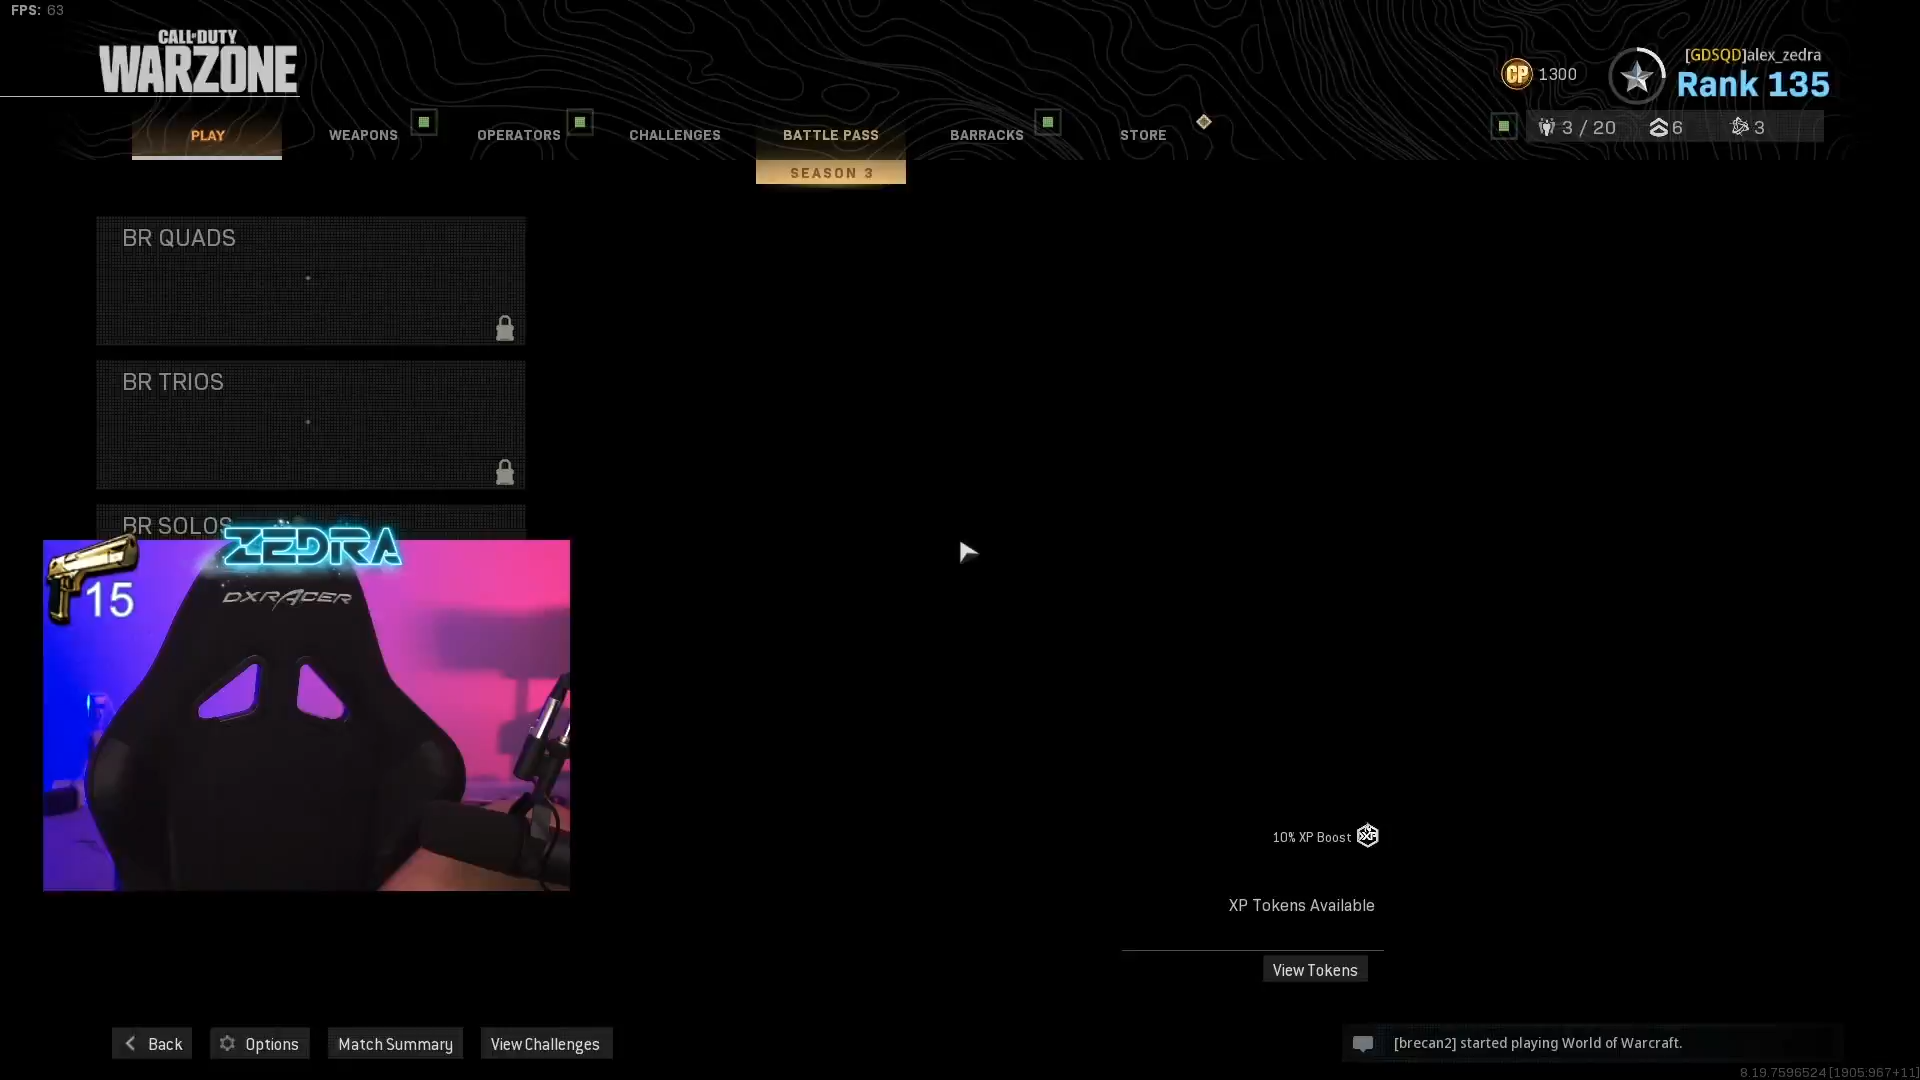 FPS: 63
CALL OF DUTY
WARZONE
CP 1300
[GDSQD]alex_zedra
Rank 135
3 / 20 6 3
PLAY WEAPONS OPERATORS CHALLENGES BATTLE PASS BARRACKS STORE
SEASON 3
BR QUADS
BR TRIOS
BR SOLOS
ZEDRA
DXRACER
15
10% XP Boost XP
XP Tokens Available
View Tokens
Back Options Match Summary View Challenges
[brecan2] started playing World of Warcraft.
8.19.7596524 [1905:967+11]